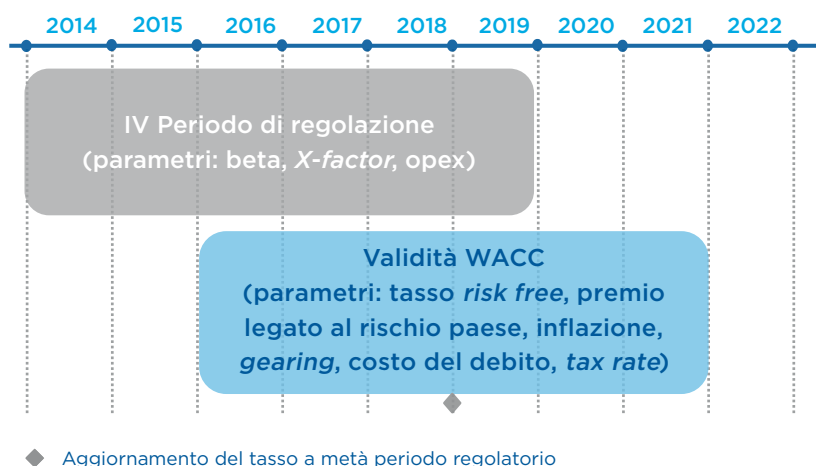 2014 2015 2016 2017 2018 2019 2020 2021 2022
IV Periodo di regolazione
(parametri: beta, X-factor, opex)
Validità WACC
(parametri: tasso risk free, premio
legato al rischio paese, inflazione,
gearing, costo del debito, tax rate)
Aggiornamento del tasso a metà periodo regolatorio